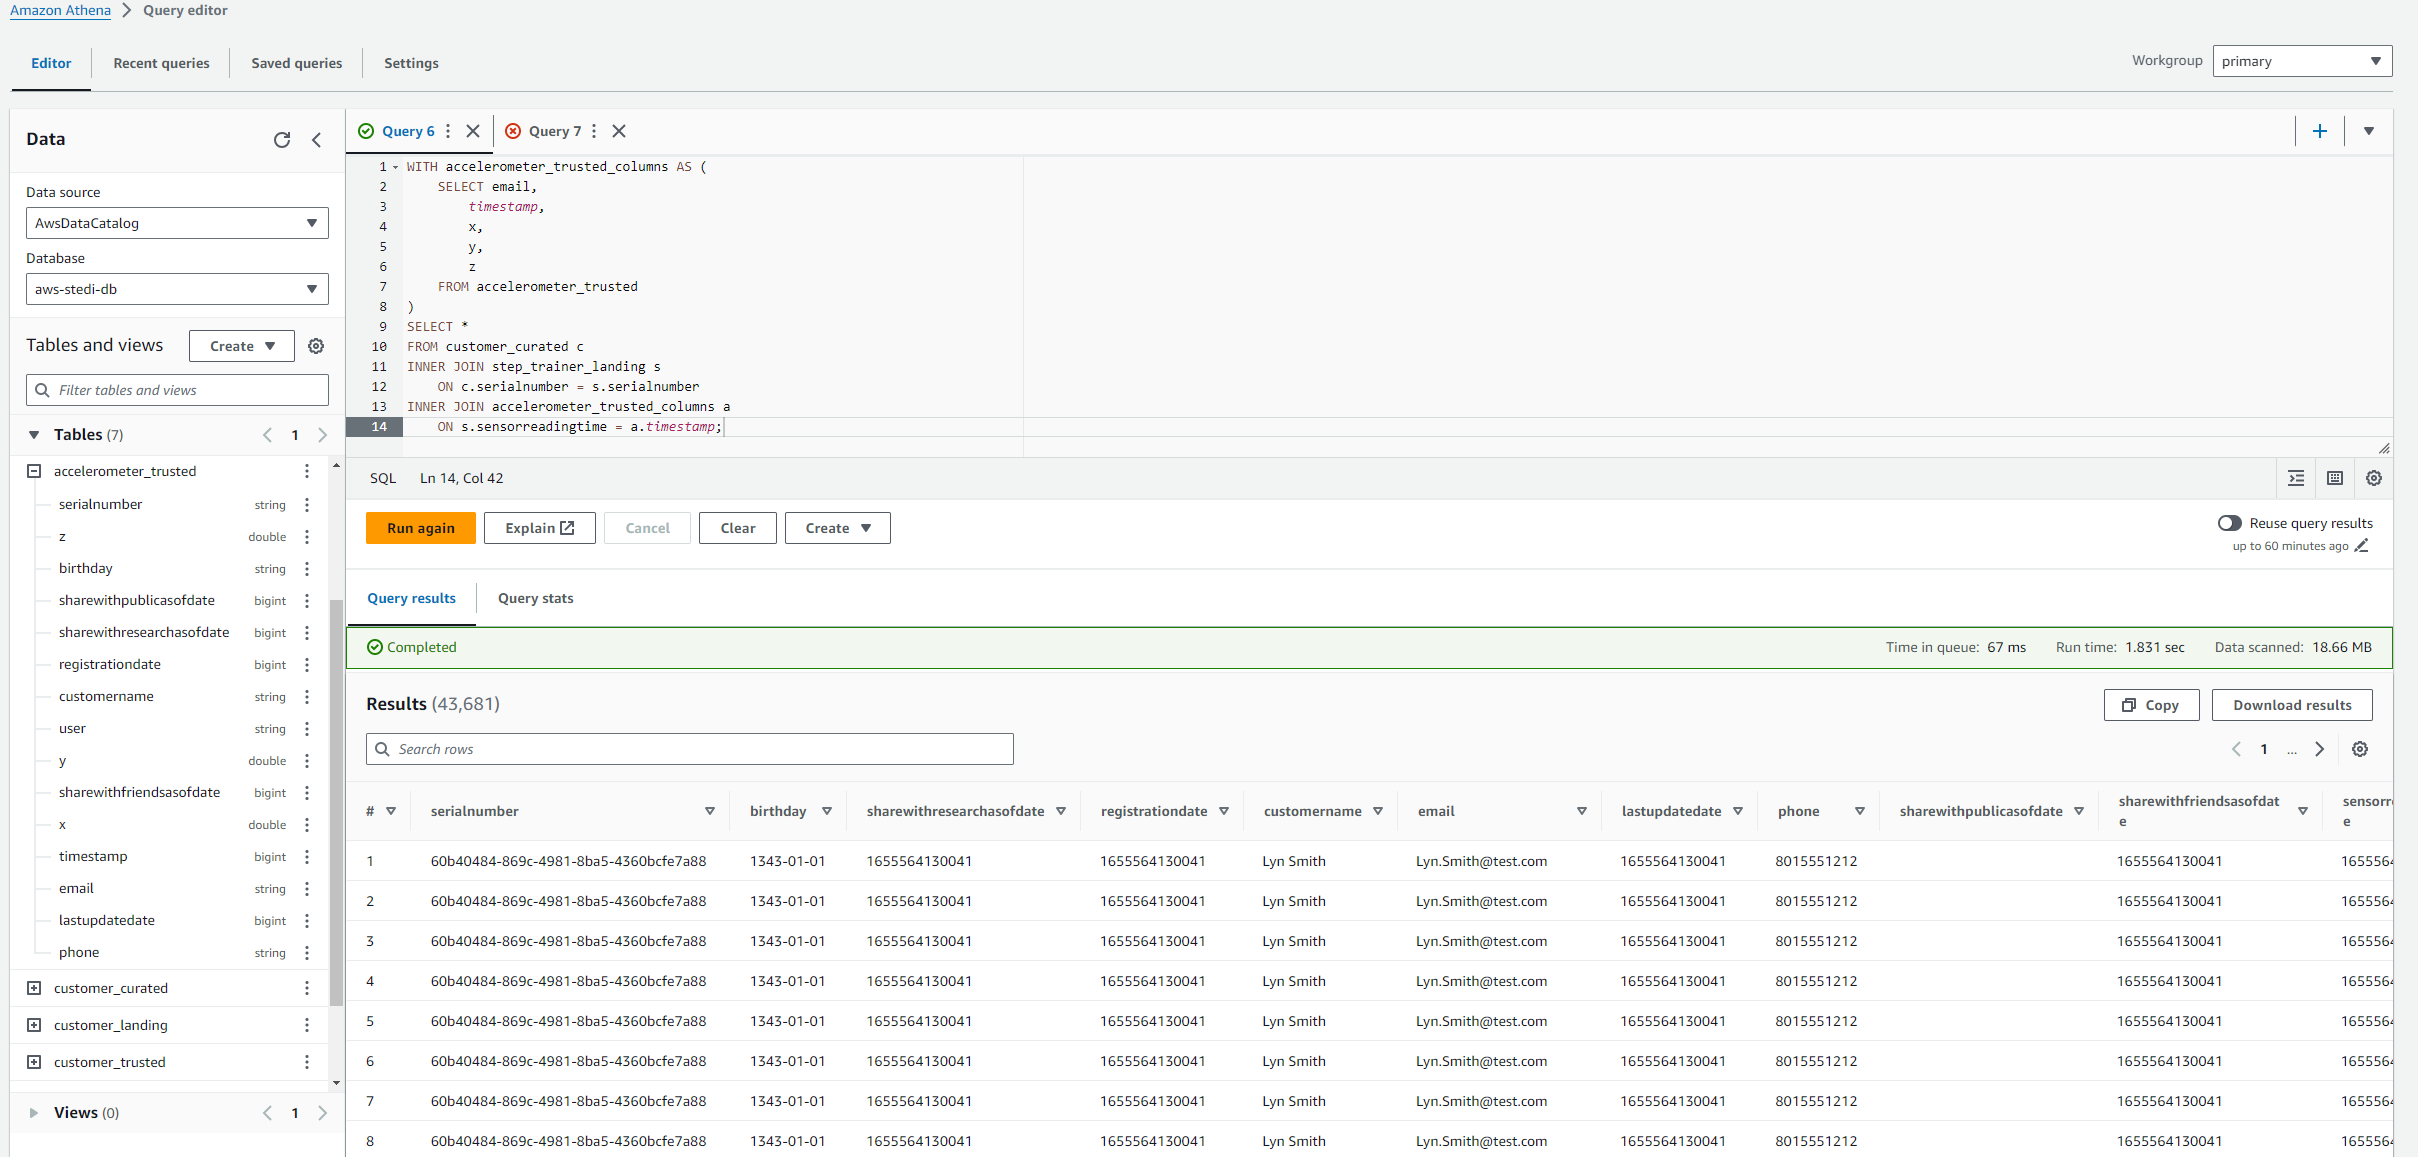 Amazon Athena > Query editor
Editor Recent queries Saved queries Settings
Workgroup primary
Data
Data source
AwsDataCatalog
Database
aws-stedi-db
Tables and views Create
Filter tables and views
Tables (7) 1
accelerometer_trusted
serialnumber string
z double
birthday string
sharewithpublicasofdate bigint
sharewithresearchasofdate bigint
registrationdate bigint
customername string
user string
y double
sharewithfriendsasofdate bigint
x double
timestamp bigint
email string
lastupdatedate bigint
phone string
customer_curated
customer_landing
customer_trusted
Views (0) 1
Query 6 Query 7
1 WITH accelerometer_trusted_columns AS (
2 SELECT email,
3 timestamp,
4 x,
5 y,
6 z
7 FROM accelerometer_trusted
8 )
9 SELECT *
10 FROM customer_curated c
11 INNER JOIN step_trainer_landing s
12 ON c.serialnumber = s.serialnumber
13 INNER JOIN accelerometer_trusted_columns a
14 ON s.sensorreadingtime = a.timestamp;
SQL Ln 14, Col 42
Run again Explain Cancel Clear Create
Reuse query results
up to 60 minutes ago
Query results Query stats
Completed Time in queue: 67 ms Run time: 1.831 sec Data scanned: 18.66 MB
Results (43,681) Copy Download results
Search rows 1 ...
# serialnumber birthday sharewithresearchasofdate registrationdate customername email lastupdatedate phone sharewithpublicasofdate sharewithfriendsasofdat sensorr
e e
1 60b40484-869c-4981-8ba5-4360bcfe7a88 1343-01-01 1655564130041 1655564130041 Lyn Smith Lyn.Smith@test.com 1655564130041 8015551212 1655564130041 165556
2 60b40484-869c-4981-8ba5-4360bcfe7a88 1343-01-01 1655564130041 1655564130041 Lyn Smith Lyn.Smith@test.com 1655564130041 8015551212 1655564130041 165556
3 60b40484-869c-4981-8ba5-4360bcfe7a88 1343-01-01 1655564130041 1655564130041 Lyn Smith Lyn.Smith@test.com 1655564130041 8015551212 1655564130041 165556
4 60b40484-869c-4981-8ba5-4360bcfe7a88 1343-01-01 1655564130041 1655564130041 Lyn Smith Lyn.Smith@test.com 1655564130041 8015551212 1655564130041 165556
5 60b40484-869c-4981-8ba5-4360bcfe7a88 1343-01-01 1655564130041 1655564130041 Lyn Smith Lyn.Smith@test.com 1655564130041 8015551212 1655564130041 165556
6 60b40484-869c-4981-8ba5-4360bcfe7a88 1343-01-01 1655564130041 1655564130041 Lyn Smith Lyn.Smith@test.com 1655564130041 8015551212 1655564130041 165556
7 60b40484-869c-4981-8ba5-4360bcfe7a88 1343-01-01 1655564130041 1655564130041 Lyn Smith Lyn.Smith@test.com 1655564130041 8015551212 1655564130041 165556
8 60b40484-869c-4981-8ba5-4360bcfe7a88 1343-01-01 1655564130041 1655564130041 Lyn Smith Lyn.Smith@test.com 1655564130041 8015551212 1655564130041 165556